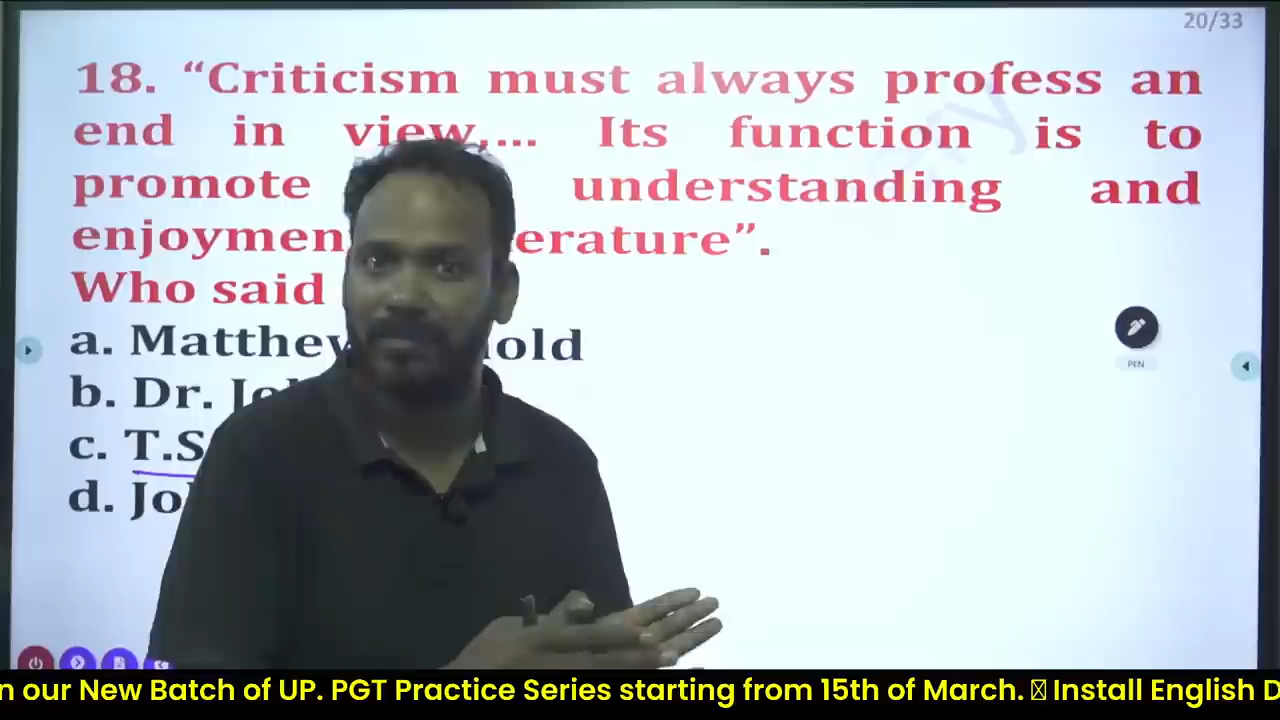 20/33
18. “Criticism must always profess an
end in view,... Its function is to
promote understanding and
enjoymen erature”.
Who said
a. Matthew old
b. Dr. Jo
c. T.S
d. Jo
PEN
n our New Batch of UP. PGT Practice Series starting from 15th of March. Install English D